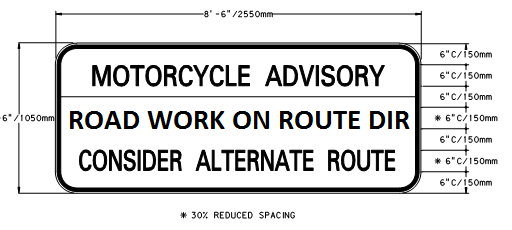 8'-6"/2550mm
6"C/150mm
MOTORCYCLE ADVISORY
6"C/150mm
6"C/150mm
-6"/1050mm
ROAD WORK ON ROUTE DIR
* 6"C/150mm
6"C/150mm
CONSIDER ALTERNATE ROUTE
* 6"C/150mm
6"C/150mm
* 30% REDUCED SPACING